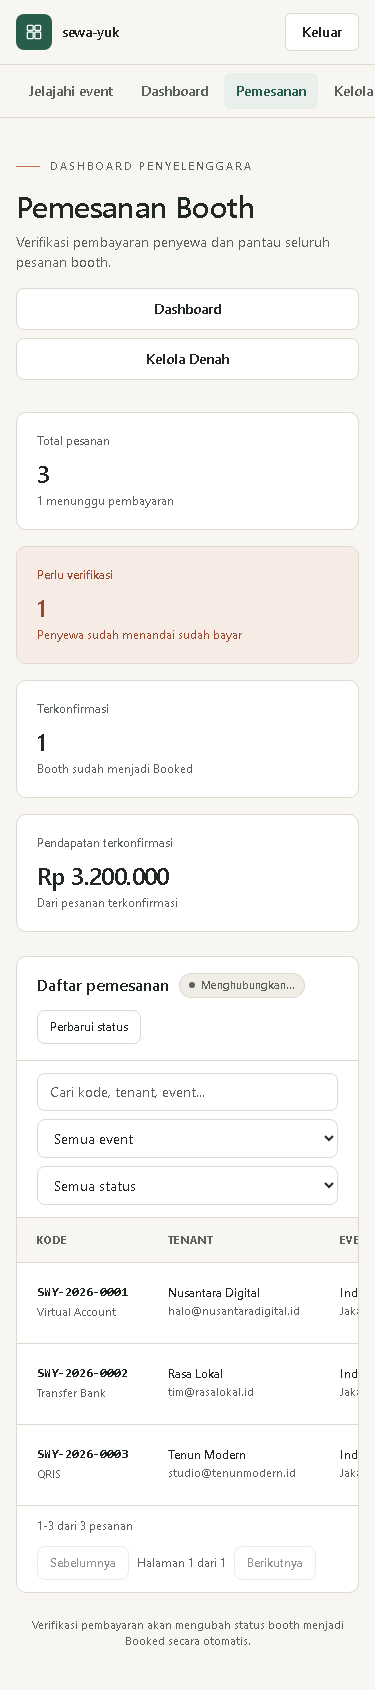 sewa-yuk
Keluar
Jelajahi event Dashboard Pemesanan Kelola
DASHBOARD PENYELENGGARA
Pemesanan Booth
Verifikasi pembayaran penyewa dan pantau seluruh
pesanan booth.
Dashboard
Kelola Denah
Total pesanan
3
1 menunggu pembayaran
Perlu verifikasi
1
Penyewa sudah menandai sudah bayar
Terkonfirmasi
1
Booth sudah menjadi Booked
Pendapatan terkonfirmasi
Rp 3.200.000
Dari pesanan terkonfirmasi
Daftar pemesanan Menghubungkan...
Perbarui status
Cari kode, tenant, event...
Semua event
Semua status
KODE TENANT EVE
SWY-2026-0001 Nusantara Digital Ind
Virtual Account halo@nusantaradigital.id Jaka
SWY-2026-0002 Rasa Lokal Ind
Transfer Bank tim@rasalokal.id Jaka
SWY-2026-0003 Tenun Modern Ind
QRIS studio@tenunmodern.id Jaka
1-3 dari 3 pesanan
Sebelumnya Halaman 1 dari 1 Berikutnya
Verifikasi pembayaran akan mengubah status booth menjadi
Booked secara otomatis.